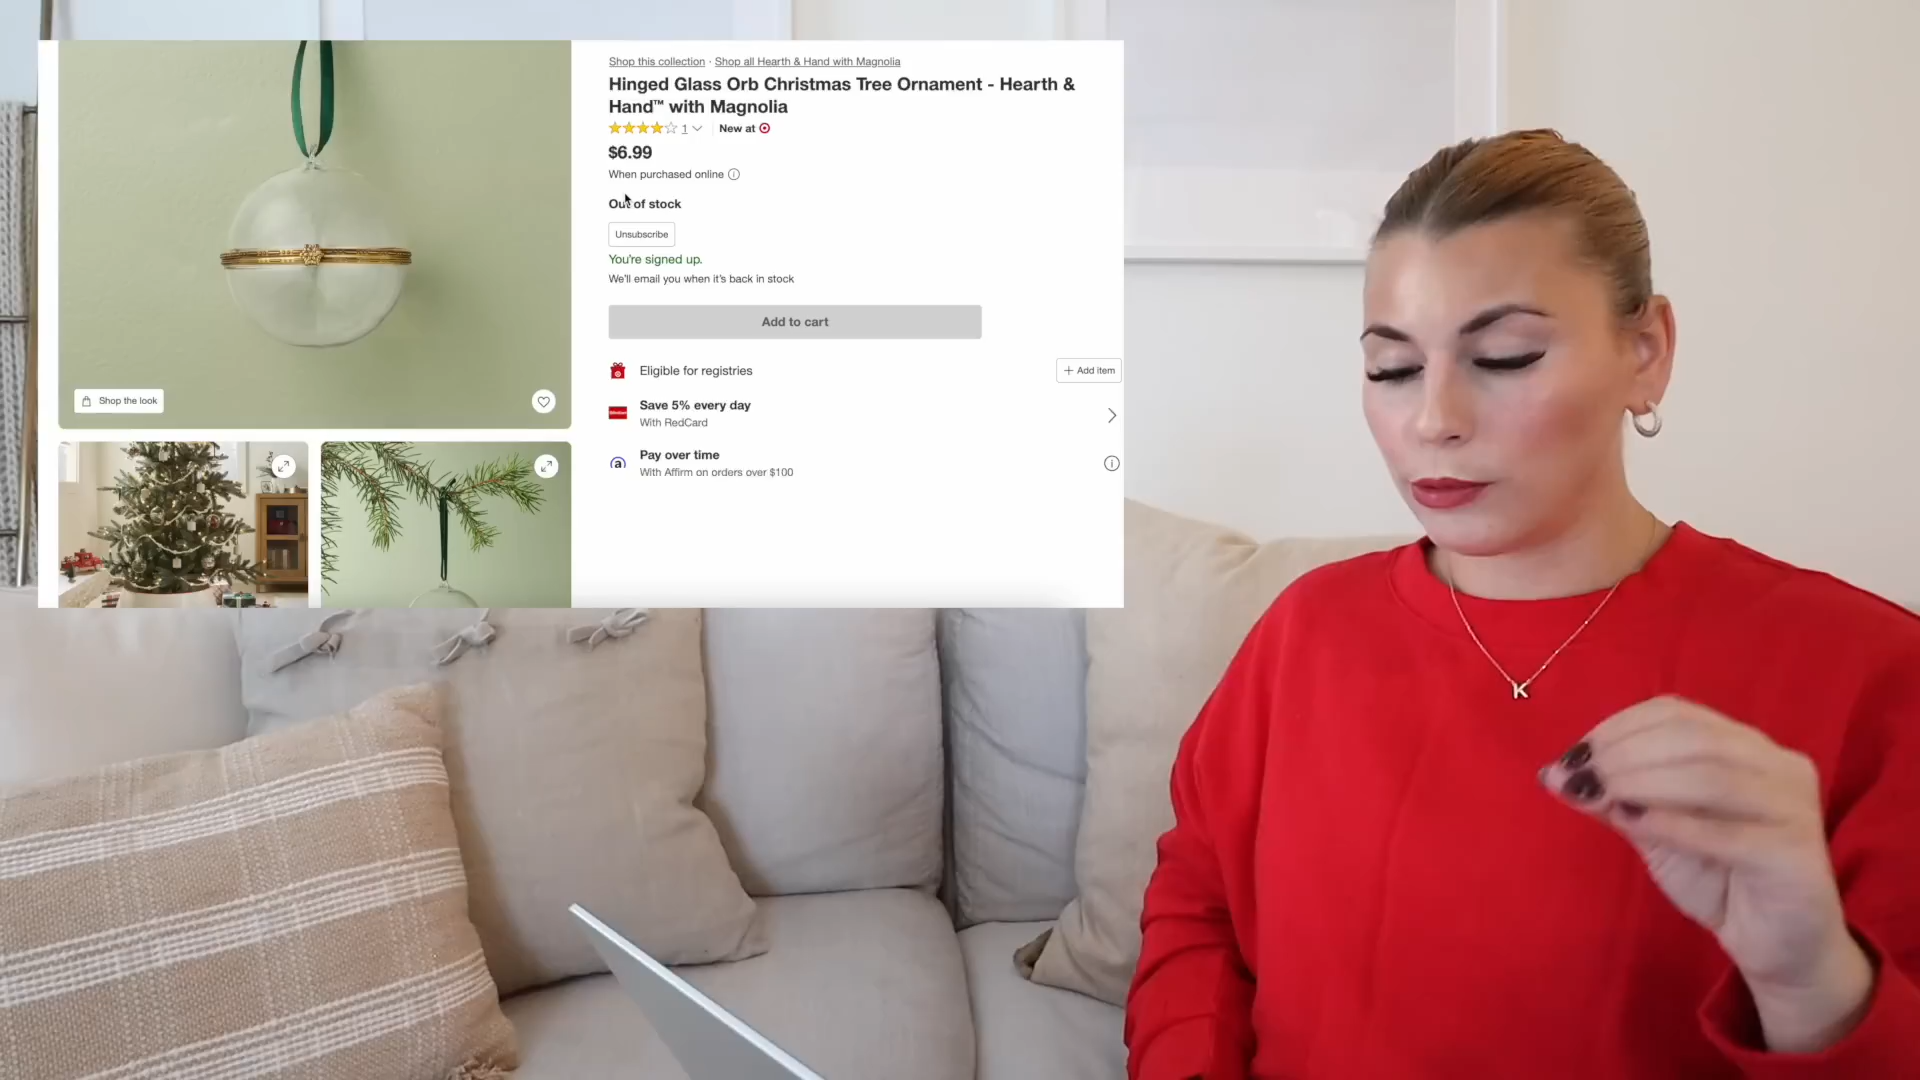 Shop this collection · Shop all Hearth & Hand with Magnolia
Hinged Glass Orb Christmas Tree Ornament - Hearth &
Hand™ with Magnolia
1
New at
$6.99
When purchased online
Out of stock
Unsubscribe
You're signed up.
We'll email you when it's back in stock
Add to cart
Eligible for registries
+ Add item
Save 5% every day
With RedCard
Pay over time
With Affirm on orders over $100
Shop the look
K